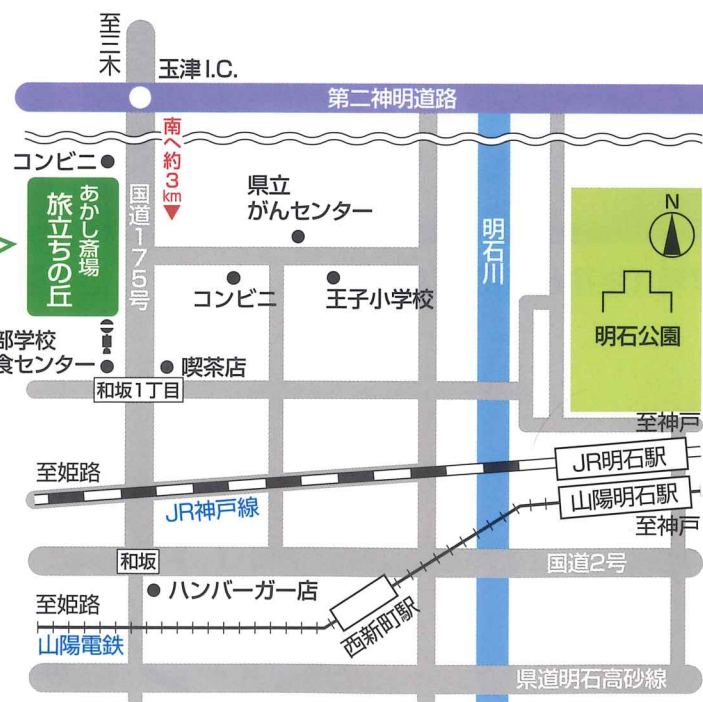 至三木
玉津I.C.
第二神明道路
南へ約3km
コンビニ
あかし斎場
旅立ちの丘
国道175号
県立
がんセンター
明石川
N
コンビニ
王子小学校
明石公園
部学校
食センター
喫茶店
和坂1丁目
至神戸
至姫路
JR明石駅
JR神戸線
山陽明石駅
至神戸
和坂
国道2号
ハンバーガー店
至姫路
西新町駅
山陽電鉄
県道明石高砂線